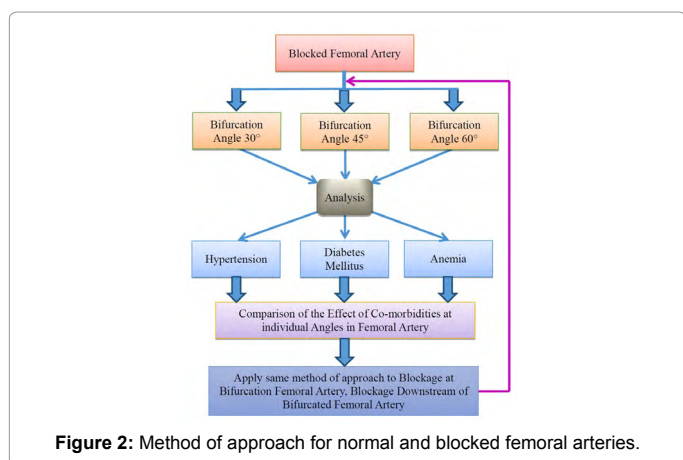 Blocked Femoral Artery
Bifurcation
Angle 30°
Bifurcation
Angle 45°
Bifurcation
Angle 60°
Analysis
Hypertension
Diabetes
Mellitus
Anemia
Comparison of the Effect of Co-morbidities at
individual Angles in Femoral Artery
Apply same method of approach to Blockage at
Bifurcation Femoral Artery, Blockage Downstream of
Bifurcated Femoral Artery
Figure 2: Method of approach for normal and blocked femoral arteries.